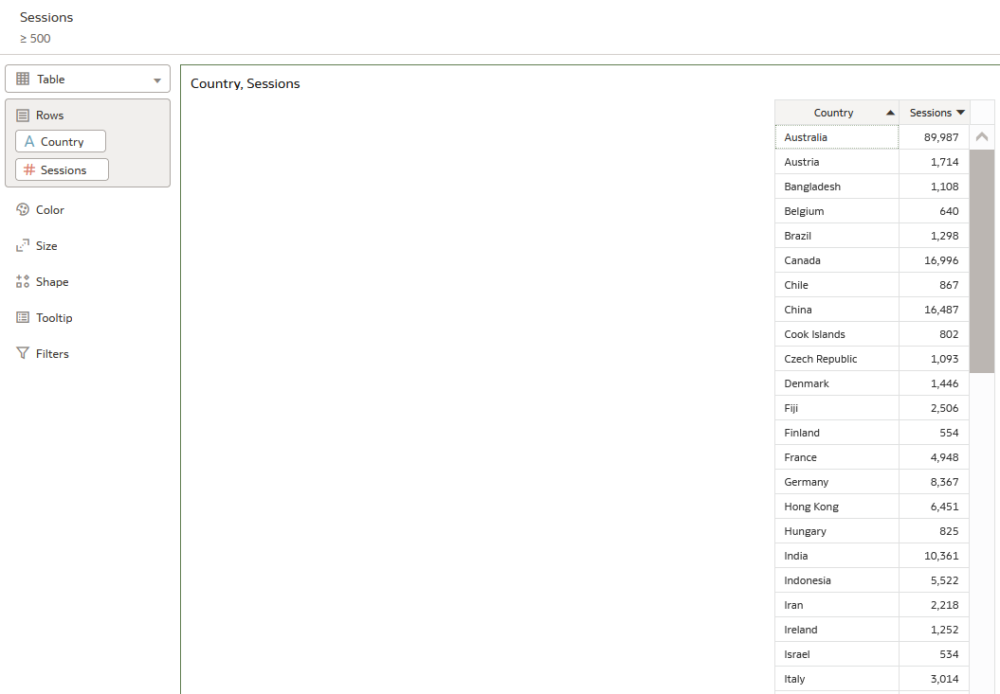 Sessions
≥ 500
Table
Country, Sessions
Rows
A Country
# Sessions
Color
Size
Shape
Tooltip
Filters
Country Sessions
Australia 89,987
Austria 1,714
Bangladesh 1,108
Belgium 640
Brazil 1,298
Canada 16,996
Chile 867
China 16,487
Cook Islands 802
Czech Republic 1,093
Denmark 1,446
Fiji 2,506
Finland 554
France 4,948
Germany 8,367
Hong Kong 6,451
Hungary 825
India 10,361
Indonesia 5,522
Iran 2,218
Ireland 1,252
Israel 534
Italy 3,014